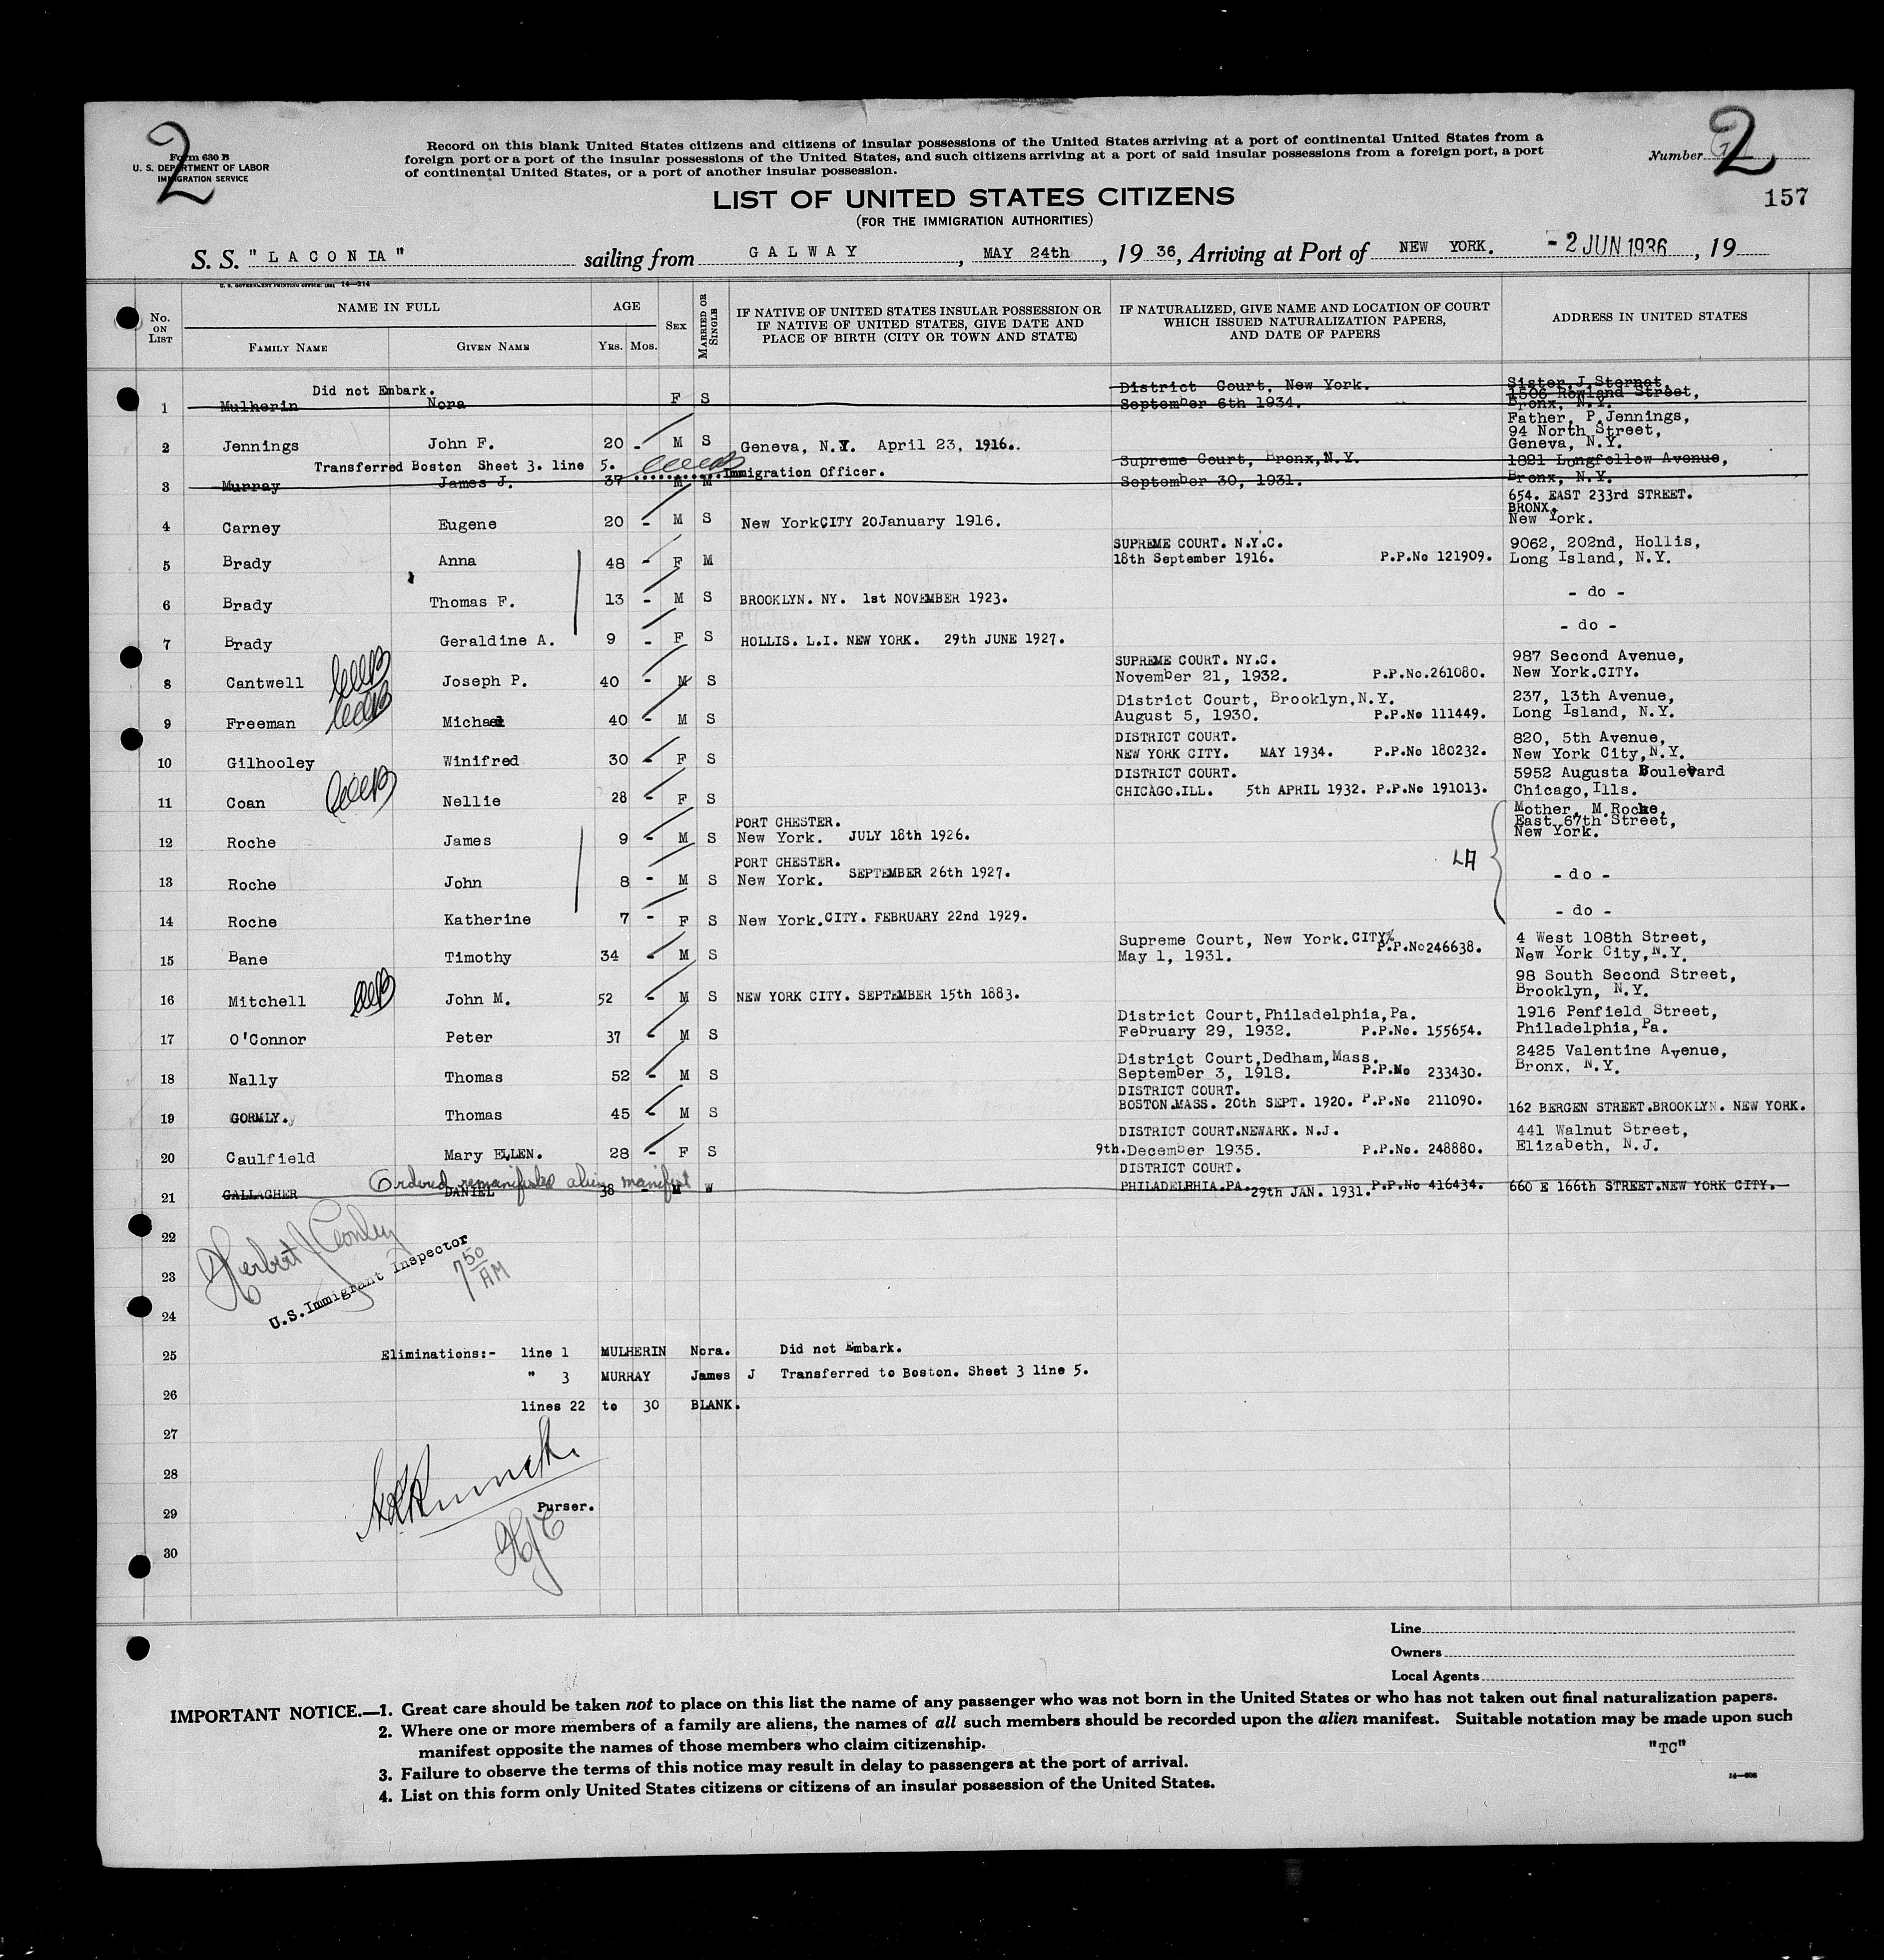 2
2
Form 630 B
U. S. DEPARTMENT OF LABOR
IMMIGRATION SERVICE
Record on this blank United States citizens and citizens of insular possessions of the United States arriving at a port of continental United States from a
foreign port or a port of the insular possessions of the United States, and such citizens arriving at a port of said insular possessions from a foreign port, a port
of continental United States, or a port of another insular possession.
Number
157
LIST OF UNITED STATES CITIZENS
(FOR THE IMMIGRATION AUTHORITIES)
S. S. "LACONIA" sailing from GALWAY, MAY 24th, 19 36, Arriving at Port of NEW YORK. -2 JUN 1936, 19
U. S. GOVERNMENT PRINTING OFFICE: 1931 14—214
No. ON LIST
NAME IN FULL
FAMILY NAME GIVEN NAME
AGE
YRS. MOS.
SEX
MARRIED OR SINGLE
IF NATIVE OF UNITED STATES INSULAR POSSESSION OR
IF NATIVE OF UNITED STATES, GIVE DATE AND
PLACE OF BIRTH (CITY OR TOWN AND STATE)
IF NATURALIZED, GIVE NAME AND LOCATION OF COURT
WHICH ISSUED NATURALIZATION PAPERS,
AND DATE OF PAPERS
ADDRESS IN UNITED STATES
Did not Embark. District Court, New York. Sister, J. Sternat,
1506 Rowland Street,
1 Mulherin Nora F S September 6th 1934. Bronx, N.Y.
Father, P. Jennings,
94 North Street,
2 Jennings John F. 20 - M S Geneva, N.Y. April 23, 1916.. Geneva, N.Y.
Transferred Boston Sheet 3. line 5. Immigration Officer. Supreme Court, Bronx, N.Y. 1821 Longfellow Avenue,
3 Murray James J. 37 M M September 30, 1931. Bronx, N.Y.
654. EAST 233rd STREET.
BRONX.
4 Carney Eugene 20 - M S New York CITY 20 January 1916. New York.
SUPREME COURT. N.Y.C. 9062, 202nd, Hollis,
5 Brady Anna 48 - F M 18th September 1916. P.P.No 121909. Long Island, N.Y.
6 Brady Thomas F. 13 - M S BROOKLYN. NY. 1st NOVEMBER 1923. - do -
7 Brady Geraldine A. 9 - F S HOLLIS. L.I. NEW YORK. 29th JUNE 1927. - do -
SUPREME COURT. NY.C. 987 Second Avenue,
8 Cantwell Joseph P. 40 - M S November 21, 1932. P.P.No.261080. New York.CITY.
District Court, Brooklyn, N.Y. 237, 13th Avenue,
9 Freeman Michael 40 - M S August 5, 1930. P.P.No 111449. Long Island, N.Y.
DISTRICT COURT. 820, 5th Avenue,
10 Gilhooley Winifred 30 - F S NEW YORK CITY. MAY 1934. P.P.No 180232. New York City, N.Y.
DISTRICT COURT. 5952 Augusta Boulevard
11 Coan Nellie 28 - F S CHICAGO.ILL. 5th APRIL 1932. P.P.No 191013. Chicago, Ills.
PORT CHESTER. Mother, M. Roche,
East 67th Street,
12 Roche James 9 - M S New York. JULY 18th 1926. New York.
PORT CHESTER.
13 Roche John 8 - M S New York. SEPTEMBER 26th 1927. - do -
14 Roche Katherine 7 - F S New York.CITY. FEBRUARY 22nd 1929. - do -
Supreme Court, New York.CITY. 4 West 108th Street,
15 Bane Timothy 34 - M S May 1, 1931. P.P.No 246638. New York City, N.Y.
98 South Second Street,
16 Mitchell John M. 52 - M S NEW YORK CITY. SEPTEMBER 15th 1883. Brooklyn, N.Y.
District Court, Philadelphia, Pa. 1916 Penfield Street,
17 O'Connor Peter 37 - M S February 29, 1932. P.P.No. 155654. Philadelphia, Pa.
District Court, Dedham, Mass. 2425 Valentine Avenue,
18 Nally Thomas 52 - M S September 3, 1918. P.P.No 233430. Bronx. N.Y.
DISTRICT COURT.
19 GORMLY. Thomas 45 - M S BOSTON.MASS. 20th SEPT. 1920. P.P.No 211090. 162 BERGEN STREET.BROOKLYN. NEW YORK.
DISTRICT COURT.NEWARK. N.J. 441 Walnut Street,
20 Caulfield Mary ELLEN. 28 - F S 9th.December 1935. P.P.No. 248880. Elizabeth, N.J.
Ordered remanifested alien manifest DISTRICT COURT.
21 GALLAGHER DANIEL 38 - M W PHILADELPHIA.PA. 29th JAN. 1931. P.P.No 416434. 660 E 166th STREET.NEW YORK CITY.
22
Herbert J Conley
U.S. Immigrant Inspector
7 50 AM
23
24
25 Eliminations:- line 1 MULHERIN Nora. Did not Embark.
" 3 MURRAY James J Transferred to Boston. Sheet 3 line 5.
26
lines 22 to 30 BLANK.
27
28
29 Purser.
HJC
30
Line
Owners
Local Agents
IMPORTANT NOTICE.—1. Great care should be taken not to place on this list the name of any passenger who was not born in the United States or who has not taken out final naturalization papers.
2. Where one or more members of a family are aliens, the names of all such members should be recorded upon the alien manifest. Suitable notation may be made upon such
manifest opposite the names of those members who claim citizenship.
"TC"
3. Failure to observe the terms of this notice may result in delay to passengers at the port of arrival.
4. List on this form only United States citizens or citizens of an insular possession of the United States.